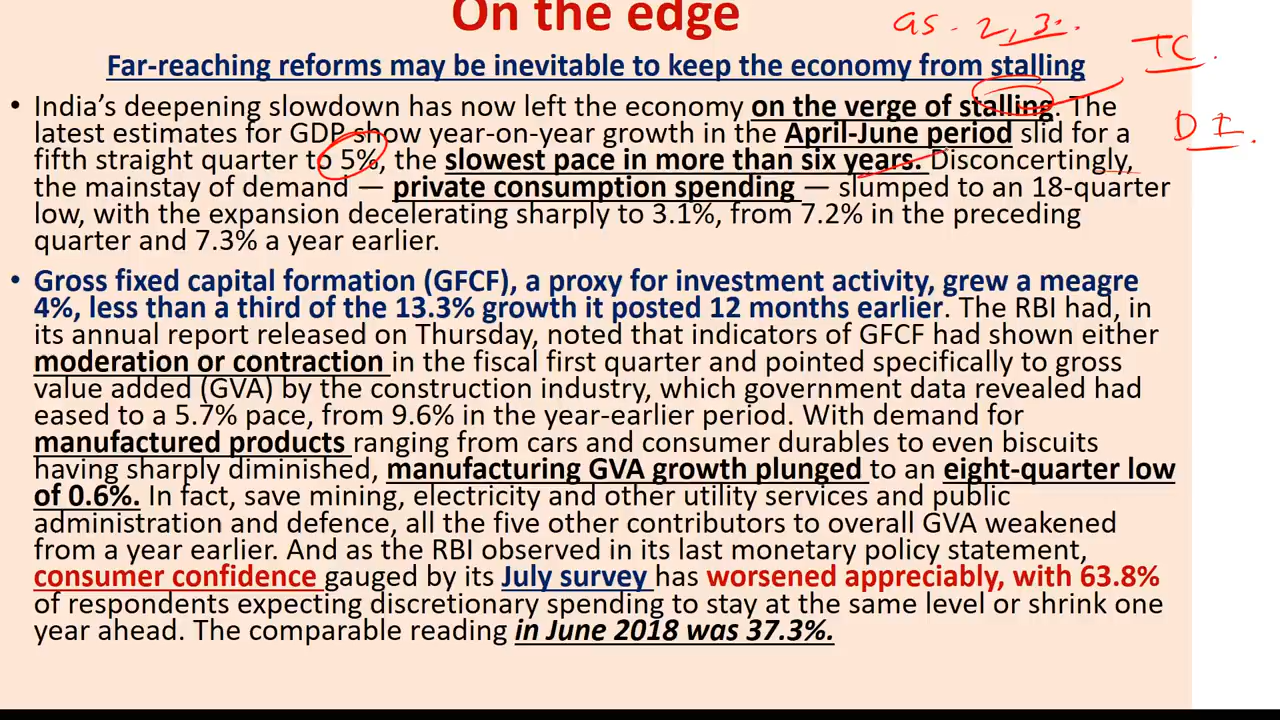 On the edge
GS. 2, 3.
TC.
Far-reaching reforms may be inevitable to keep the economy from stalling
• India's deepening slowdown has now left the economy on the verge of stalling. The
DI.
latest estimates for GDP show year-on-year growth in the April-June period slid for a
fifth straight quarter to 5%, the slowest pace in more than six years. Disconcertingly,
the mainstay of demand — private consumption spending — slumped to an 18-quarter
low, with the expansion decelerating sharply to 3.1%, from 7.2% in the preceding
quarter and 7.3% a year earlier.
• Gross fixed capital formation (GFCF), a proxy for investment activity, grew a meagre
4%, less than a third of the 13.3% growth it posted 12 months earlier. The RBI had, in
its annual report released on Thursday, noted that indicators of GFCF had shown either
moderation or contraction in the fiscal first quarter and pointed specifically to gross
value added (GVA) by the construction industry, which government data revealed had
eased to a 5.7% pace, from 9.6% in the year-earlier period. With demand for
manufactured products ranging from cars and consumer durables to even biscuits
having sharply diminished, manufacturing GVA growth plunged to an eight-quarter low
of 0.6%. In fact, save mining, electricity and other utility services and public
administration and defence, all the five other contributors to overall GVA weakened
from a year earlier. And as the RBI observed in its last monetary policy statement,
consumer confidence gauged by its July survey has worsened appreciably, with 63.8%
of respondents expecting discretionary spending to stay at the same level or shrink one
year ahead. The comparable reading in June 2018 was 37.3%.